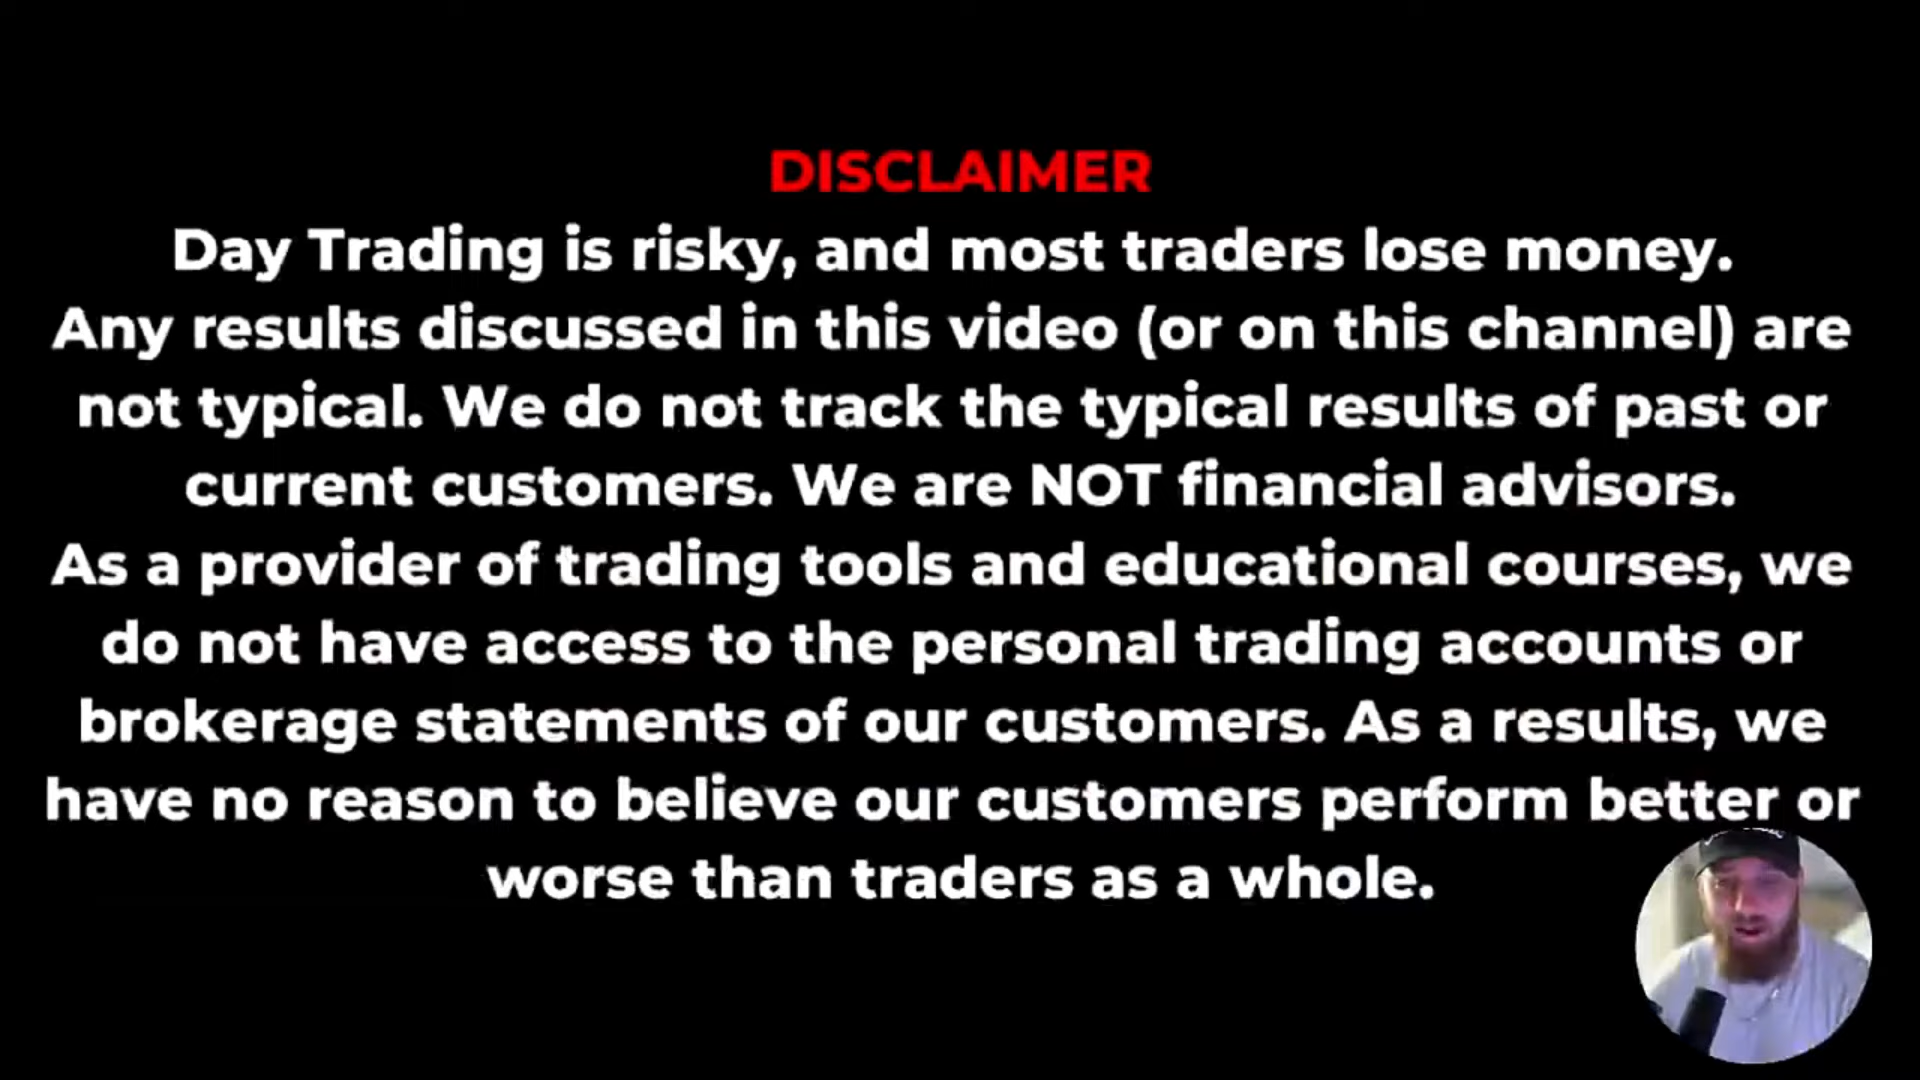 DISCLAIMER
Day Trading is risky, and most traders lose money.
Any results discussed in this video (or on this channel) are
not typical. We do not track the typical results of past or
current customers. We are NOT financial advisors.
As a provider of trading tools and educational courses, we
do not have access to the personal trading accounts or
brokerage statements of our customers. As a results, we
have no reason to believe our customers perform better or
worse than traders as a whole.